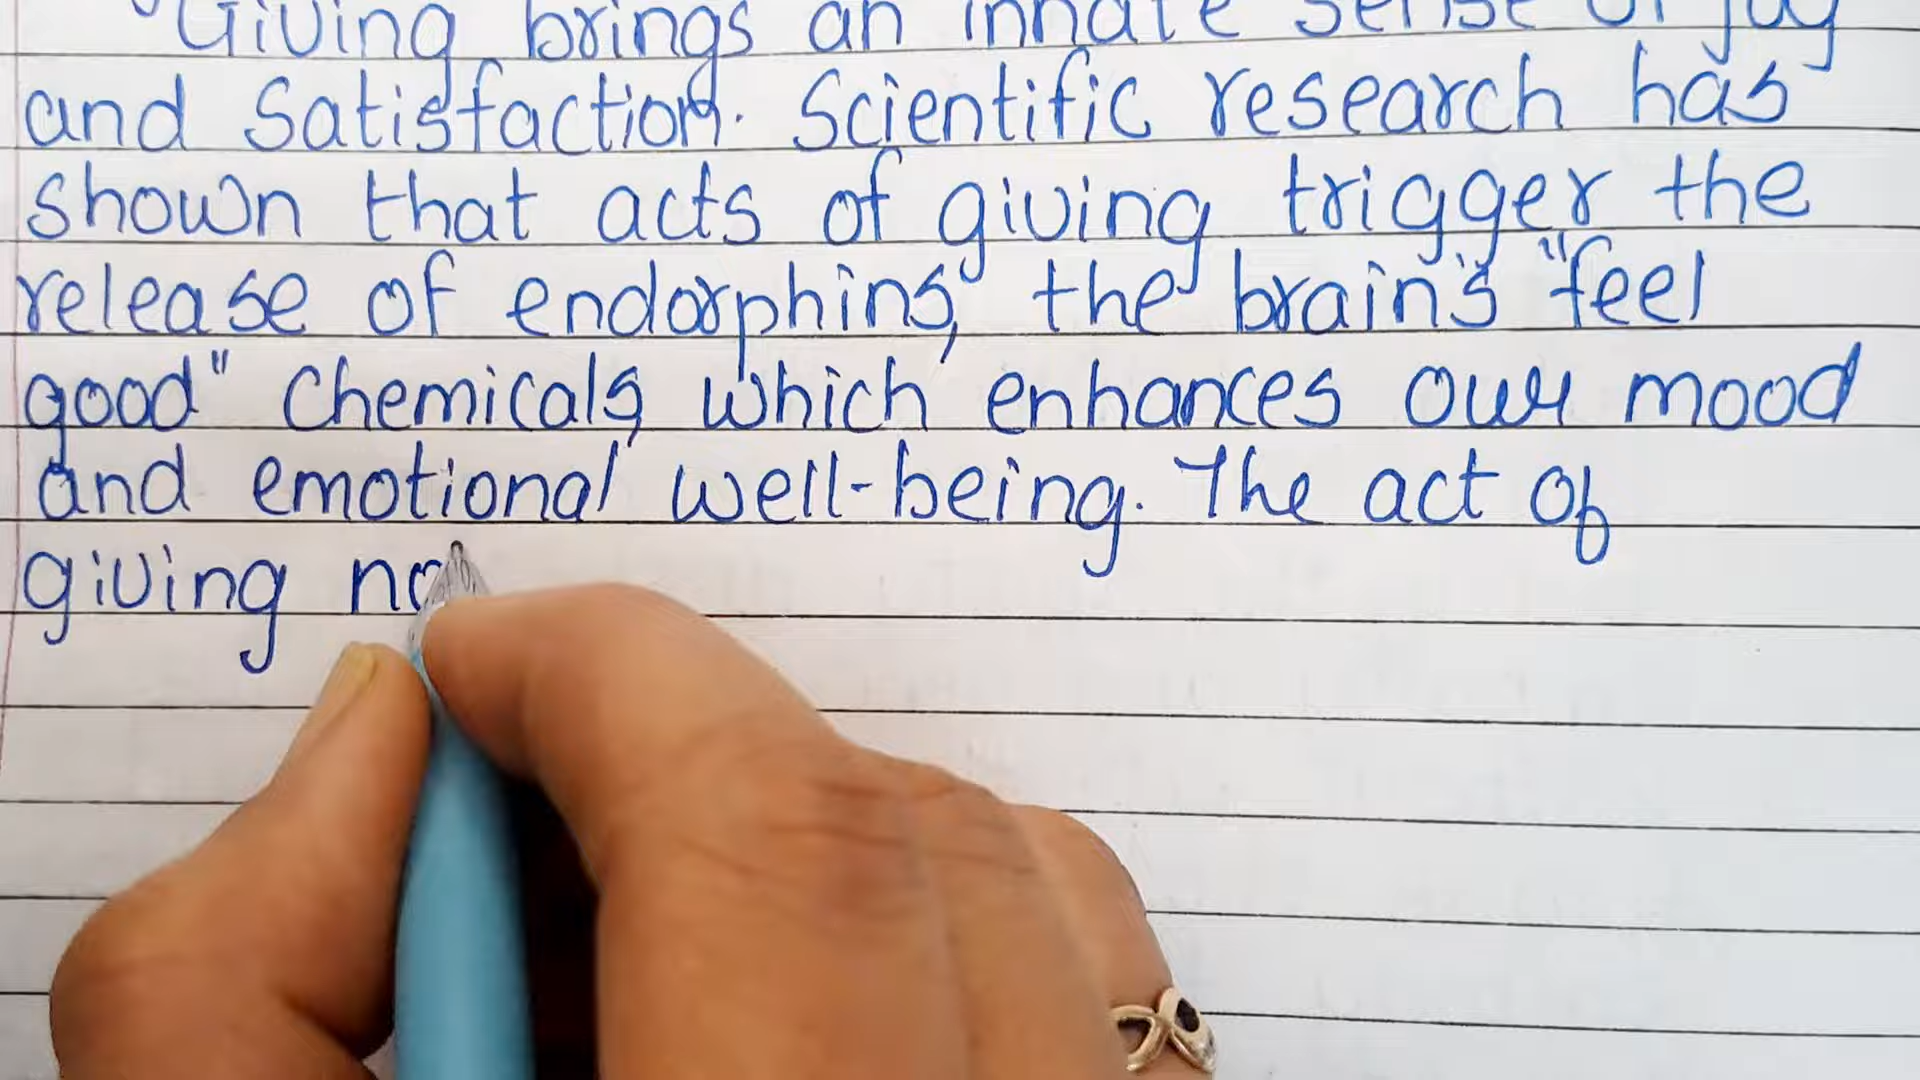 Giving brings an innate sense of joy
and satisfaction. Scientific research has
shown that acts of giving trigger the
release of endorphins, the brain's "feel
good" chemicals, which enhances our mood
and emotional well-being. The act of
giving